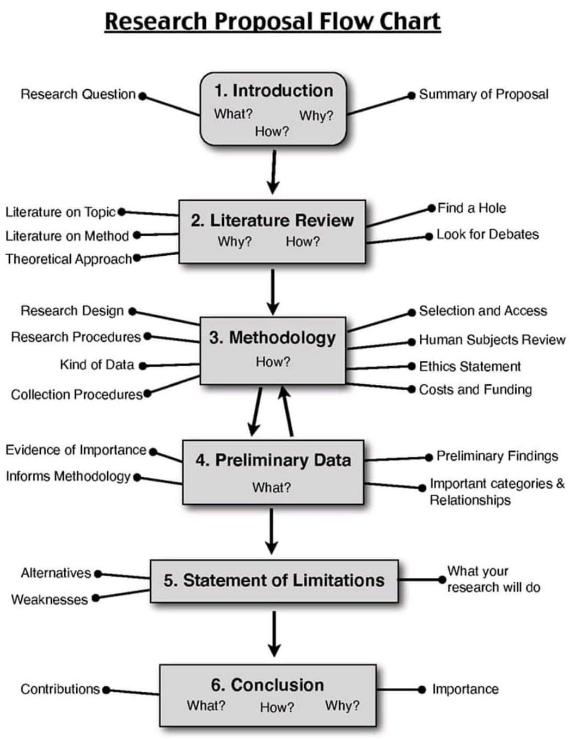 Research Proposal Flow Chart
1. Introduction
What?
Why?
How?
Research Question
Summary of Proposal
2. Literature Review
Why?
How?
Literature on Topic
Literature on Method
Theoretical Approach
Find a Hole
Look for Debates
3. Methodology
How?
Research Design
Research Procedures
Kind of Data
Collection Procedures
Selection and Access
Human Subjects Review
Ethics Statement
Costs and Funding
4. Preliminary Data
What?
Evidence of Importance
Informs Methodology
Preliminary Findings
Important categories &
Relationships
5. Statement of Limitations
Alternatives
Weaknesses
What your
research will do
6. Conclusion
What?
How?
Why?
Contributions
Importance